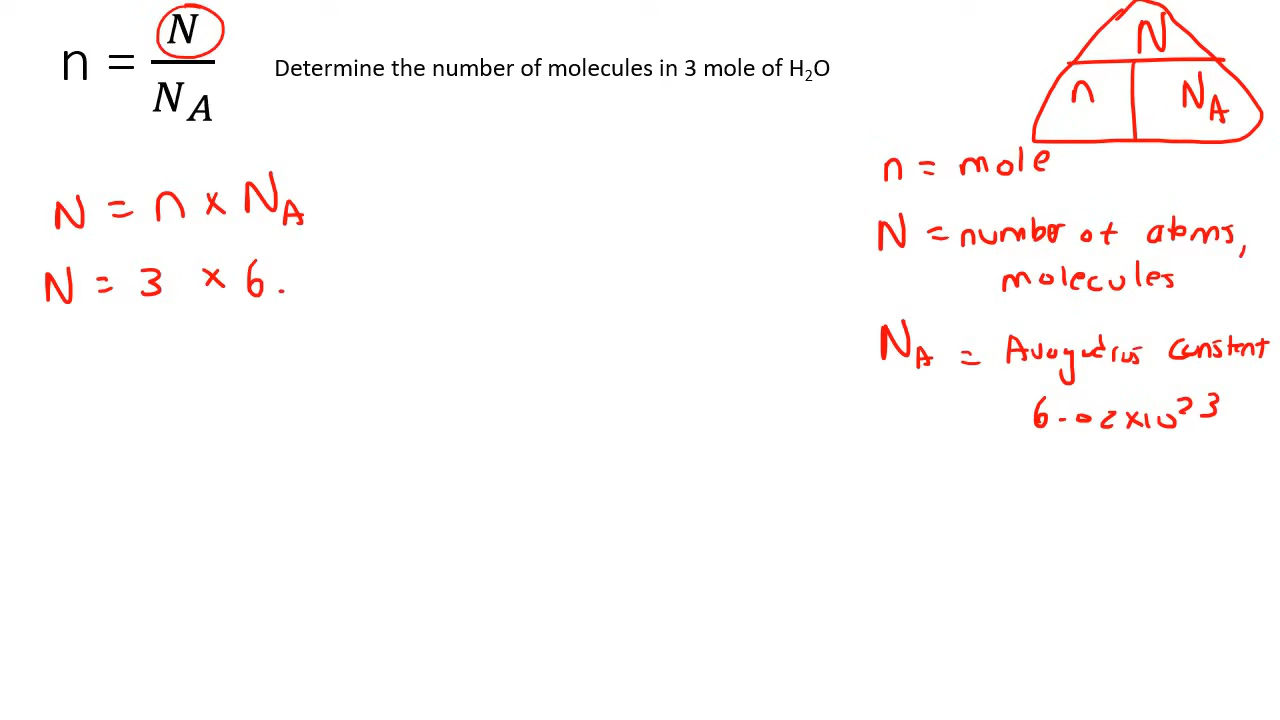 n = N / N_A
Determine the number of molecules in 3 mole of H₂O
N
n N_A
n = mole
N = n × N_A
N = number of atoms,
molecules
N = 3 × 6.
N_A = constant
6.02×10²³